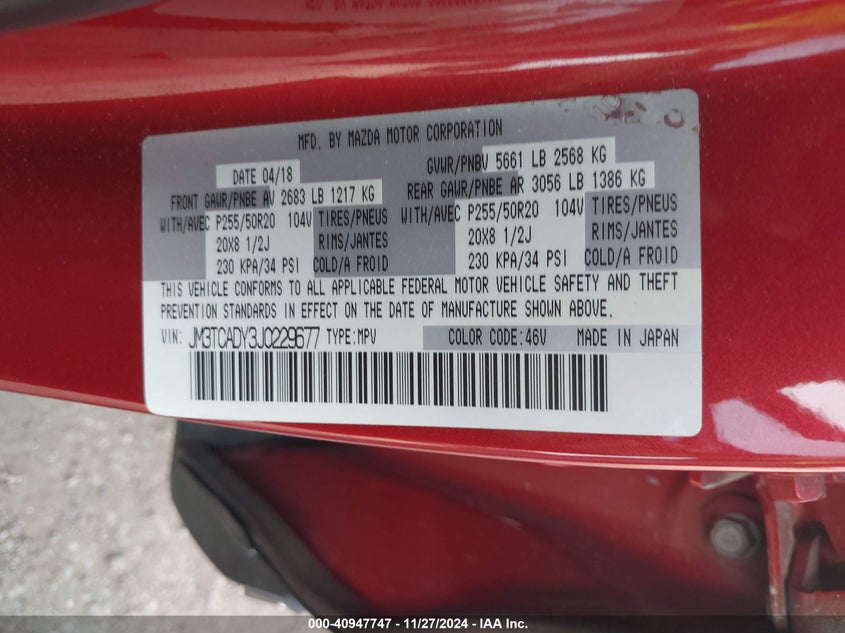 MFD. BY MAZDA MOTOR CORPORATION
DATE 04/18 GVWR/PNBV 5661 LB 2568 KG
FRONT GAWR/PNBE AV 2683 LB 1217 KG REAR GAWR/PNBE AR 3056 LB 1386 KG
WITH/AVEC P255/50R20 104V TIRES/PNEUS WITH/AVEC P255/50R20 104V TIRES/PNEUS
20X8 1/2J RIMS/JANTES 20X8 1/2J RIMS/JANTES
230 KPA/34 PSI COLD/A FROID 230 KPA/34 PSI COLD/A FROID
THIS VEHICLE CONFORMS TO ALL APPLICABLE FEDERAL MOTOR VEHICLE SAFETY AND THEFT
PREVENTION STANDARDS IN EFFECT ON THE DATE OF MANUFACTURE SHOWN ABOVE.
VIN: JM3TCADY3J0229677 TYPE:MPV COLOR CODE:46V MADE IN JAPAN
000-40947747 - 11/27/2024 - IAA Inc.